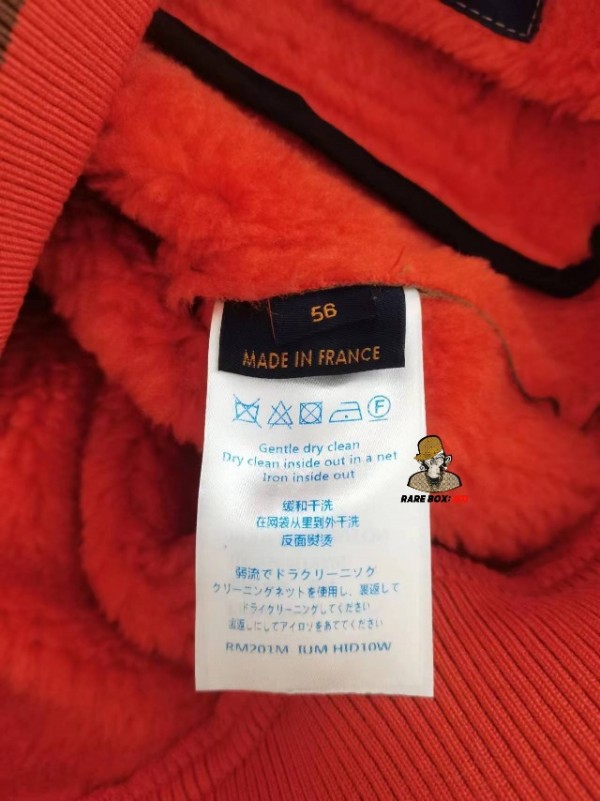 56
MADE IN FRANCE
F
Gentle dry clean
Dry clean inside out in a net
Iron inside out
缓和干洗
在网袋从里到外干洗
反面熨烫
弱流でドラクリーニソグ
クリーニングネットを使用し、裏返して
ドライクリーニングしてください
裏返しにしてアイロソをあててください
RM201M IUM HID10W
RARE BOX: